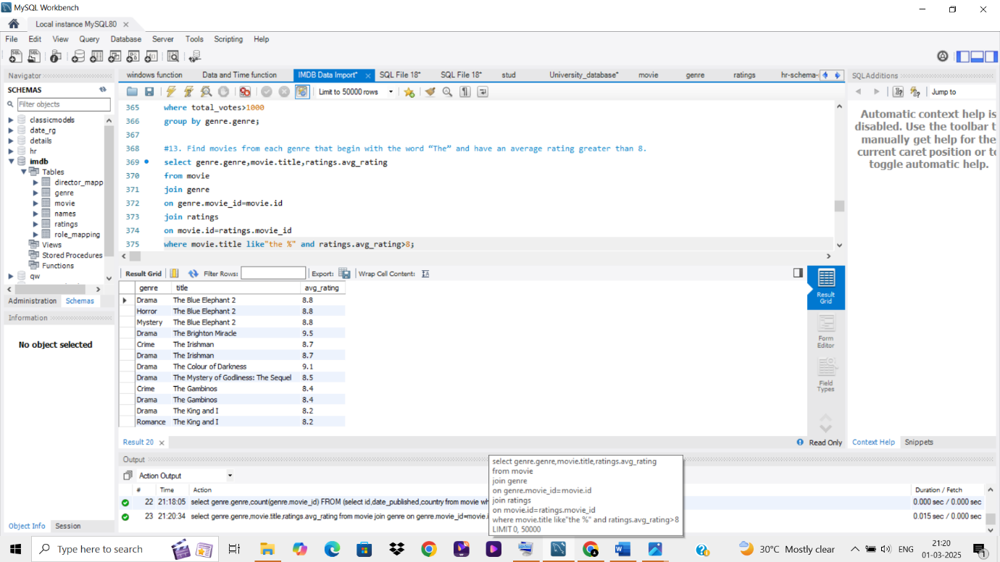 MySQL Workbench
Local instance MySQL80
File Edit View Query Database Server Tools Scripting Help
Navigator
SCHEMAS
Filter objects
classicmodels
date_rg
details
hr
imdb
Tables
director_mapp
genre
movie
names
ratings
role_mapping
Views
Stored Procedures
Functions
qw
Administration Schemas
Information
No object selected
Object Info Session
windows function Data and Time function IMDB Data Import* SQL File 18* SQL File 18* stud University_database* movie genre ratings hr-schema-
Limit to 50000 rows
365 where total_votes>1000
366 group by genre.genre;
367
368 #13. Find movies from each genre that begin with the word “The” and have an average rating greater than 8.
369 select genre.genre,movie.title,ratings.avg_rating
370 from movie
371 join genre
372 on genre.movie_id=movie.id
373 join ratings
374 on movie.id=ratings.movie_id
375 where movie.title like"the %" and ratings.avg_rating>8;
Result Grid Filter Rows: Export: Wrap Cell Content:
genre title avg_rating
Drama The Blue Elephant 2 8.8
Horror The Blue Elephant 2 8.8
Mystery The Blue Elephant 2 8.8
Drama The Brighton Miracle 9.5
Crime The Irishman 8.7
Drama The Irishman 8.7
Drama The Colour of Darkness 9.1
Drama The Mystery of Godliness: The Sequel 8.5
Crime The Gambinos 8.4
Drama The Gambinos 8.4
Drama The King and I 8.2
Romance The King and I 8.2
Result Grid
Form Editor
Field Types
Result 20
Read Only
SQLAdditions
Jump to
Automatic context help is
disabled. Use the toolbar t
manually get help for the
current caret position or to
toggle automatic help.
Context Help Snippets
Output
Action Output
# Time Action Duration / Fetch
22 21:18:05 select genre.genre,count(genre.movie_id) FROM (select id,date_published,country from movie wh 0.000 sec / 0.000 sec
23 21:20:34 select genre.genre,movie.title,ratings.avg_rating from movie join genre on genre.movie_id=movie.i 0.015 sec / 0.000 sec
select genre.genre,movie.title,ratings.avg_rating
from movie
join genre
on genre.movie_id=movie.id
join ratings
on movie.id=ratings.movie_id
where movie.title like"the %" and ratings.avg_rating>8
LIMIT 0, 50000
Type here to search
30°C Mostly clear
ENG
21:20
01-03-2025
1